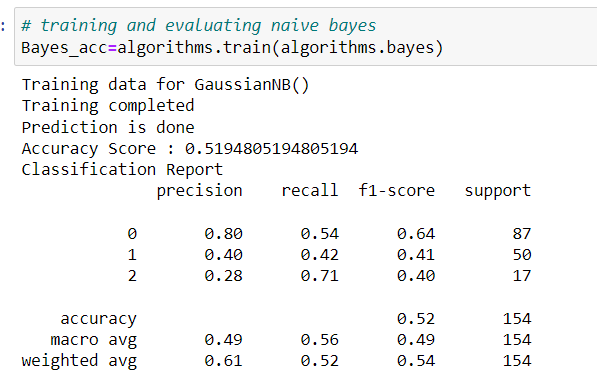 : # training and evaluating naive bayes
Bayes_acc=algorithms.train(algorithms.bayes)
Training data for GaussianNB()
Training completed
Prediction is done
Accuracy Score : 0.5194805194805194
Classification Report
precision recall f1-score support
0 0.80 0.54 0.64 87
1 0.40 0.42 0.41 50
2 0.28 0.71 0.40 17
accuracy 0.52 154
macro avg 0.49 0.56 0.49 154
weighted avg 0.61 0.52 0.54 154